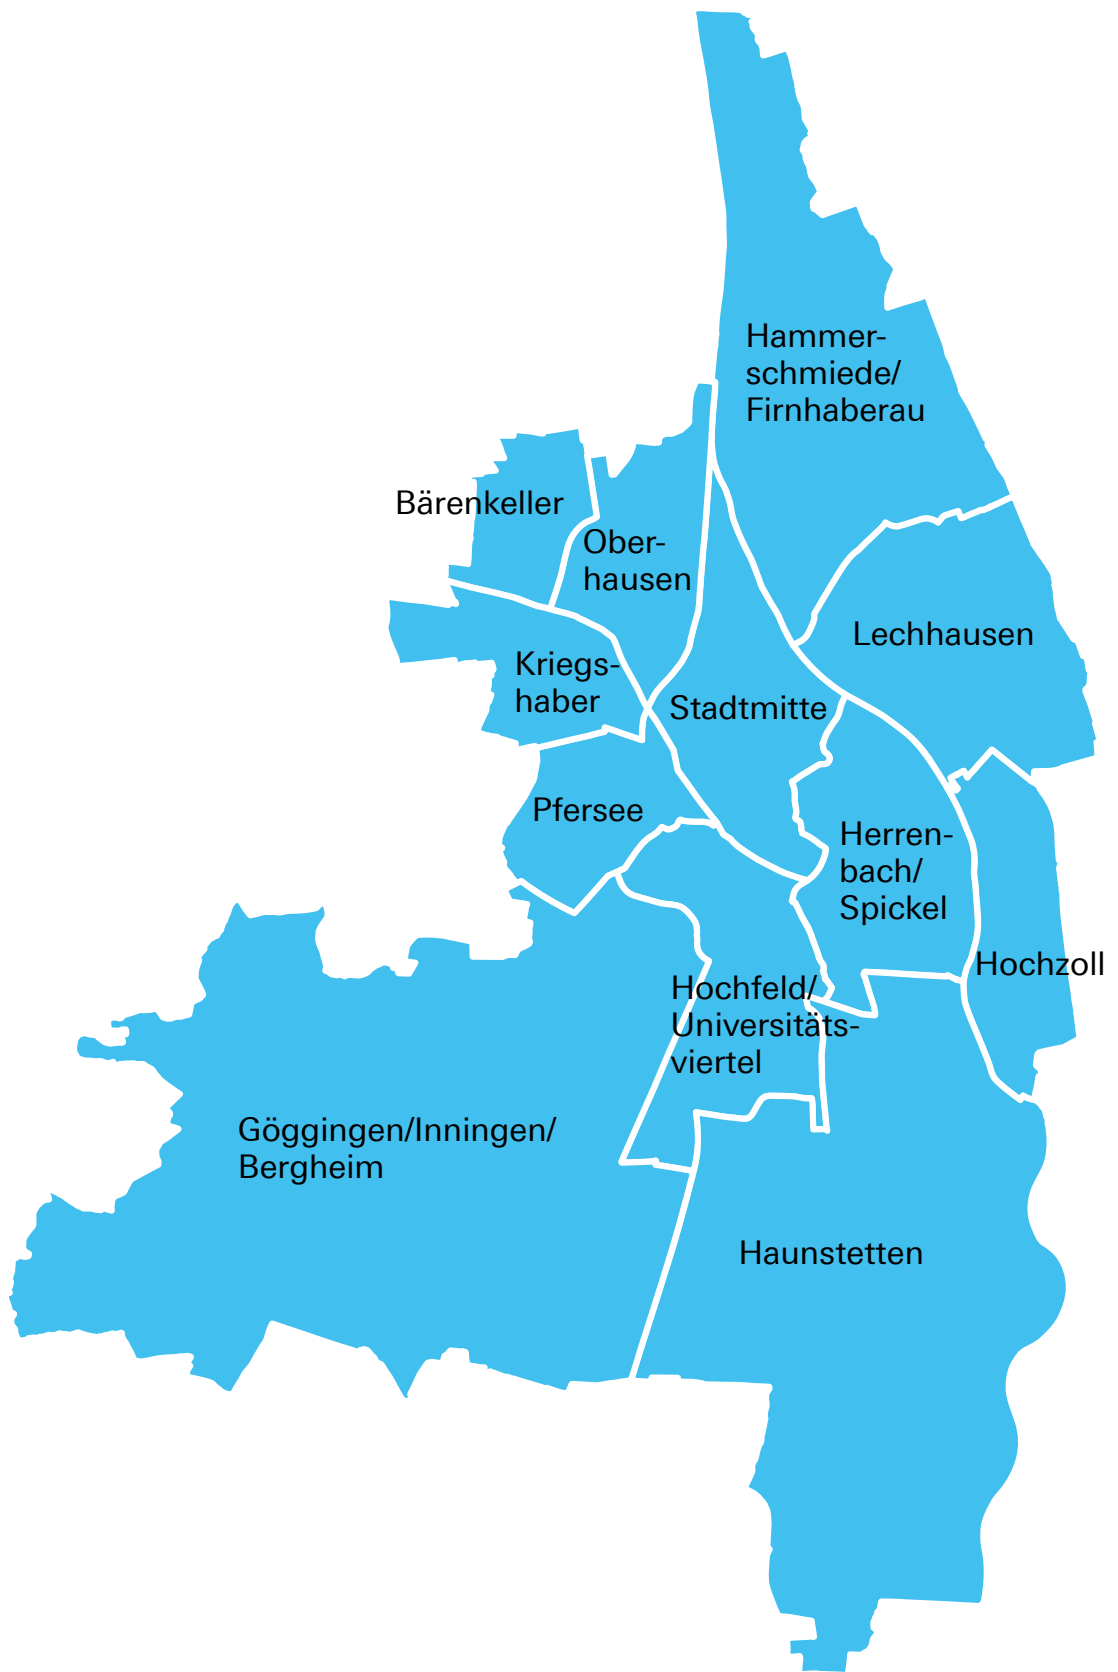 Hammer-
schmiede/
Firnhaberau
Bärenkeller
Ober-
hausen
Lechhausen
Kriegs-
haber
Stadtmitte
Pfersee
Herren-
bach/
Spickel
Hochzoll
Hochfeld/
Universitäts-
viertel
Göggingen/Inningen/
Bergheim
Haunstetten